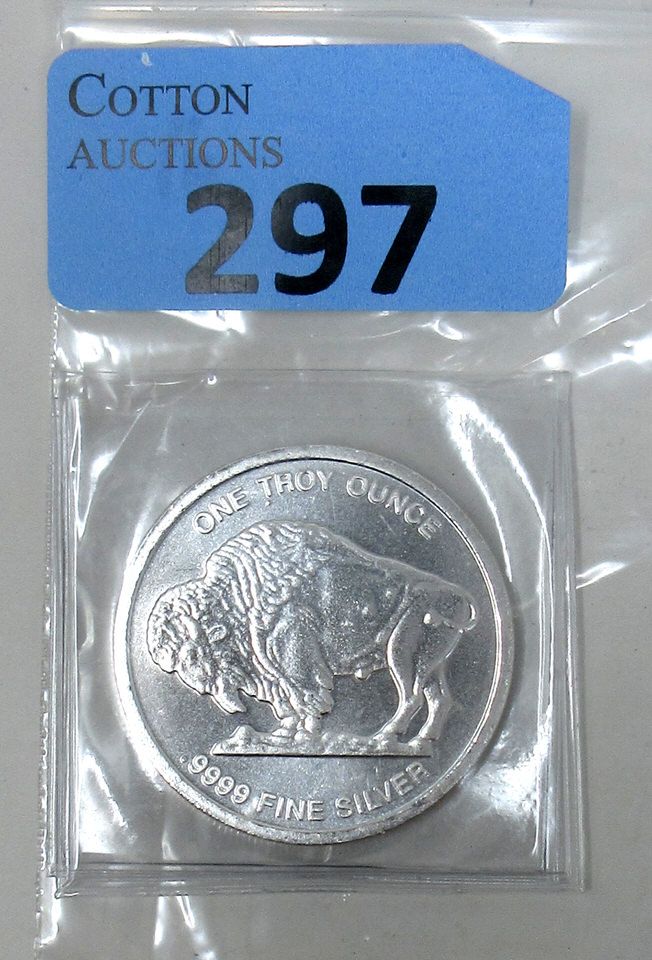 COTTON
AUCTIONS
297
ONE TROY OUNCE
.9999 FINE SILVER